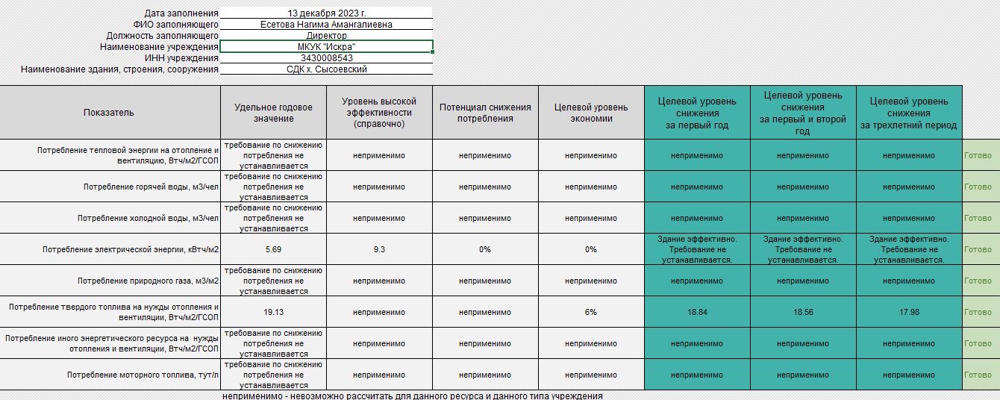 Дата заполнения 13 декабря 2023 г.
ФИО заполняющего Есетова Нагима Амангалиевна
Должность заполняющего Директор
Наименование учреждения МКУК "Искра"
ИНН учреждения 3430008543
Наименование здания, строения, сооружения СДК х. Сысоевский
Показатель
Удельное годовое
значение
Уровень высокой
эффективности
(справочно)
Потенциал снижения
потребления
Целевой уровень
экономии
Целевой уровень
снижения
за первый год
Целевой уровень
снижения
за первый и второй
год
Целевой уровень
снижения
за трехлетний период
Потребление тепловой энергии на отопление и
вентиляцию, Втч/м2/ГСОП
требование по снижению
потребления не
устанавливается
неприменимо неприменимо неприменимо неприменимо неприменимо неприменимо Готово
Потребление горячей воды, м3/чел
требование по снижению
потребления не
устанавливается
неприменимо неприменимо неприменимо неприменимо неприменимо неприменимо Готово
Потребление холодной воды, м3/чел
требование по снижению
потребления не
устанавливается
неприменимо неприменимо неприменимо неприменимо неприменимо неприменимо Готово
Потребление электрической энергии, кВтч/м2 5.69 9.3 0% 0%
Здание эффективно.
Требование не
устанавливается.
Здание эффективно.
Требование не
устанавливается.
Здание эффективно.
Требование не
устанавливается.
Готово
Потребление природного газа, м3/м2
требование по снижению
потребления не
устанавливается
неприменимо неприменимо неприменимо неприменимо неприменимо неприменимо Готово
Потребление твердого топлива на нужды отопления и
вентиляции, Втч/м2/ГСОП
19.13 неприменимо неприменимо 6% 18.84 18.56 17.98 Готово
Потребление иного энергетического ресурса на нужды
отопления и вентиляции, Втч/м2/ГСОП
требование по снижению
потребления не
устанавливается
неприменимо неприменимо неприменимо неприменимо неприменимо неприменимо Готово
Потребление моторного топлива, тут/л
требование по снижению
потребления не
устанавливается
неприменимо неприменимо неприменимо неприменимо неприменимо неприменимо Готово
неприменимо - невозможно рассчитать для данного ресурса и данного типа учреждения